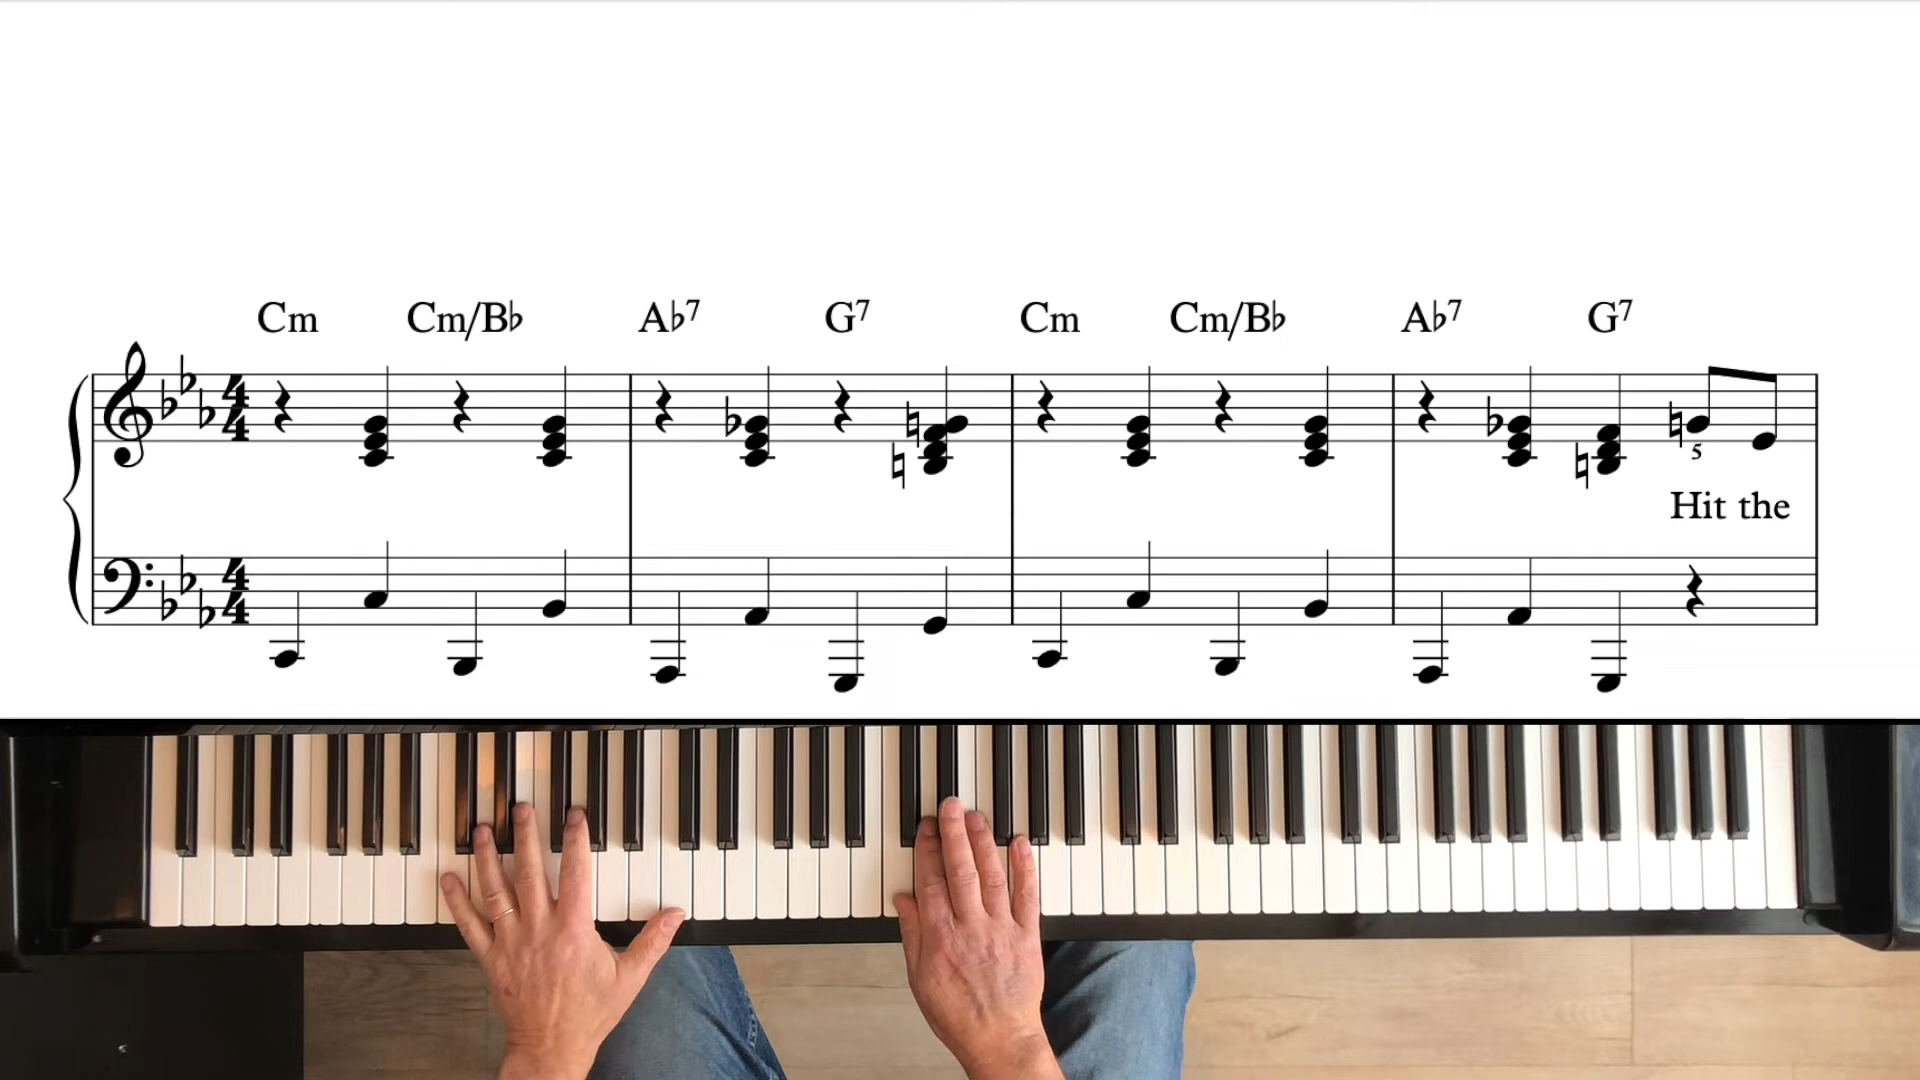 Cm Cm/B♭ A♭7 G7 Cm Cm/B♭ A♭7 G7
4 4
5
Hit the
4 4